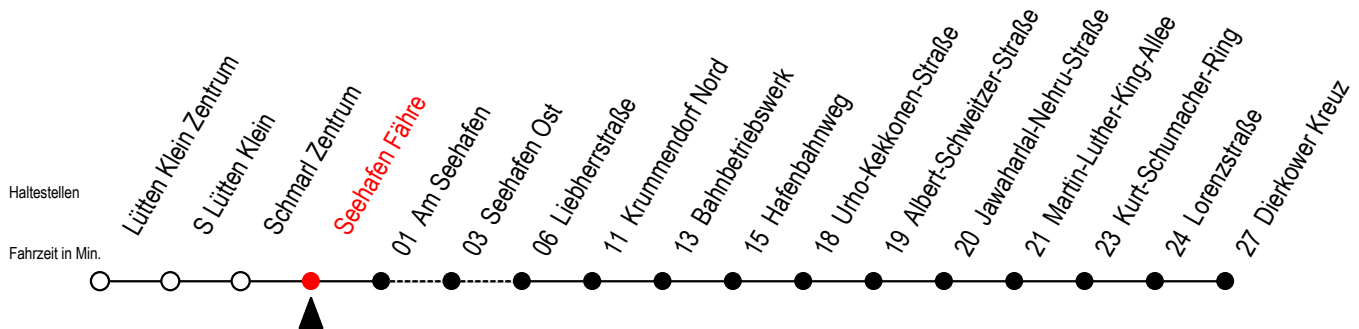 Haltestellen
Fahrzeit in Min.
Lütten Klein Zentrum
S Lütten Klein
Schmarl Zentrum
Seehafen Fähre
01 Am Seehafen
03 Seehafen Ost
06 Liebherrstraße
11 Krummendorf Nord
13 Bahnbetriebswerk
15 Hafenbahnweg
18 Urho-Kekkonen-Straße
19 Albert-Schweitzer-Straße
20 Jawaharlal-Nehru-Straße
21 Martin-Luther-King-Allee
23 Kurt-Schumacher-Ring
24 Lorenzstraße
27 Dierkower Kreuz